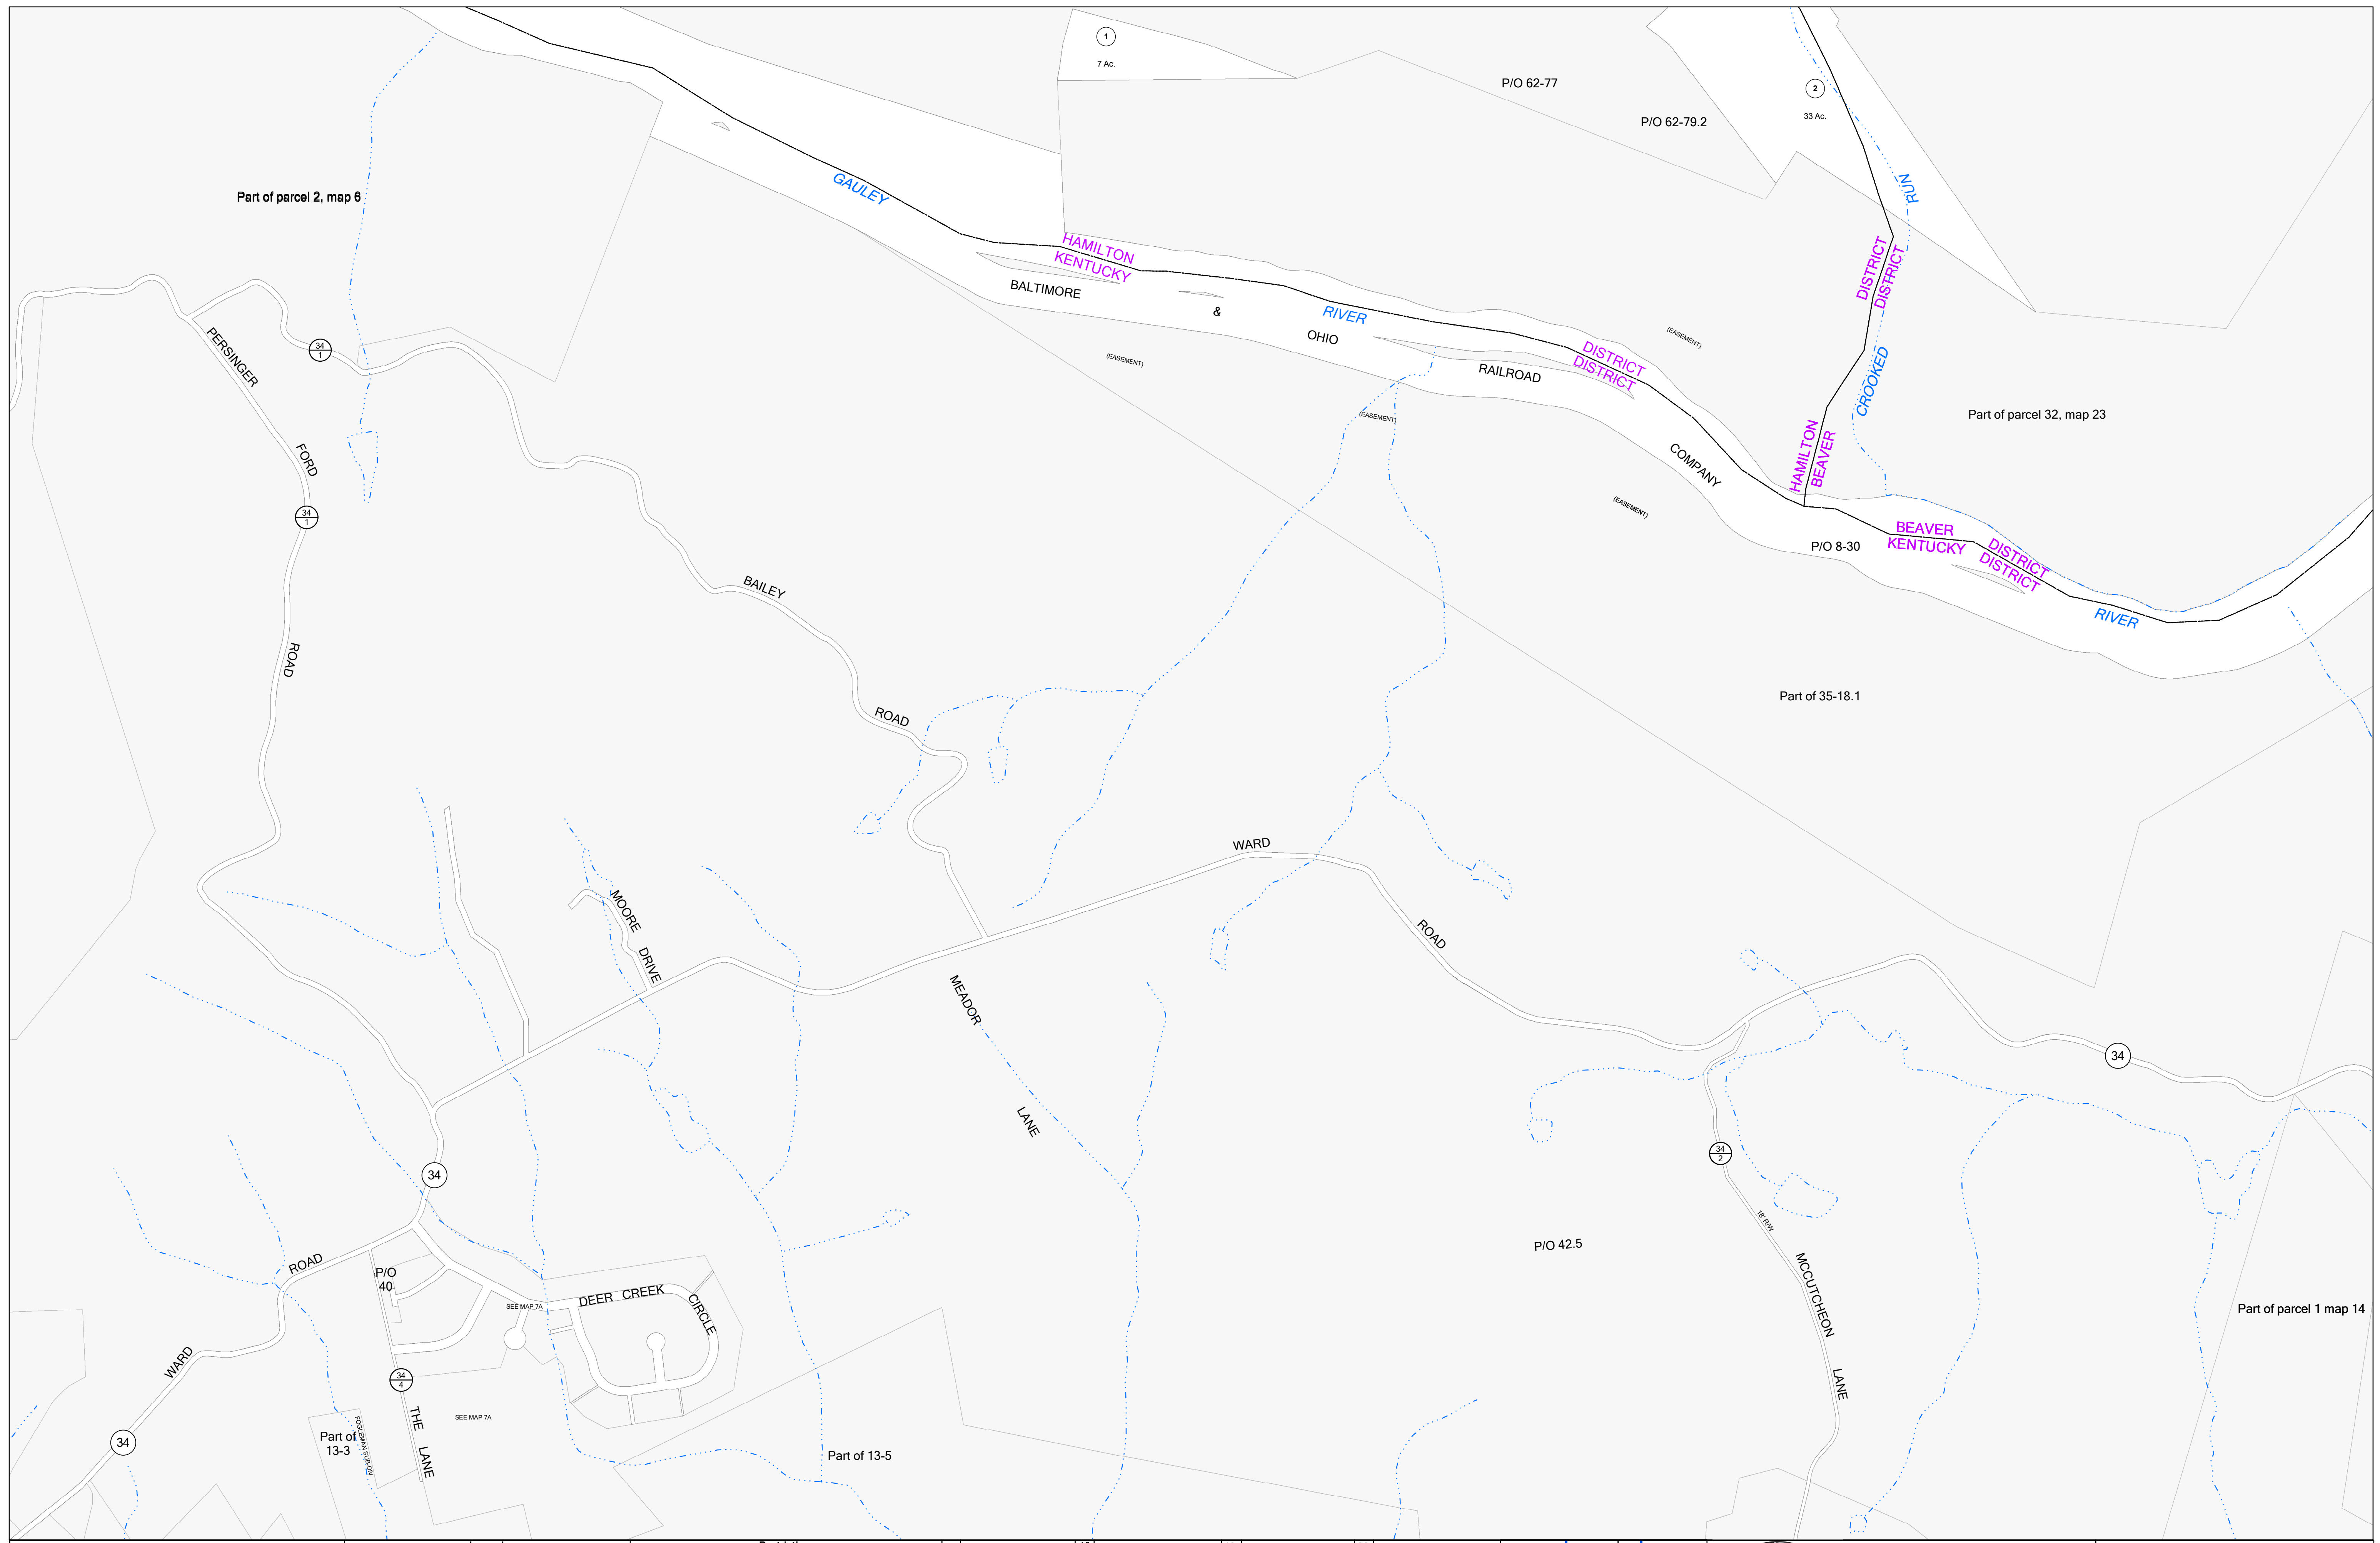 1
7 Ac.
P/O 62-77
2
33 Ac.
P/O 62-79.2
Part of parcel 2, map 6
GAULEY
RUN
HAMILTON
KENTUCKY
DISTRICT
DISTRICT
BALTIMORE
&
RIVER
OHIO
(EASEMENT)
PERSINGER
34
1
(EASEMENT)
DISTRICT
DISTRICT
RAILROAD
CROOKED
(EASEMENT)
Part of parcel 32, map 23
FORD
COMPANY
HAMILTON
BEAVER
34
1
(EASEMENT)
BEAVER
KENTUCKY
DISTRICT
DISTRICT
P/O 8-30
BAILEY
RIVER
ROAD
Part of 35-18.1
ROAD
WARD
MOORE
DRIVE
ROAD
MEADOR
LANE
34
34
34
2
18' R/W
P/O 42.5
MCCUTCHEON
LANE
ROAD
P/O
40
SEE MAP 7A
DEER CREEK
CIRCLE
Part of parcel 1 map 14
WARD
34
4
THE LANE
SEE MAP 7A
34
Part of
13-3
FOGLEMAN SUB-DIV
Part of 13-5